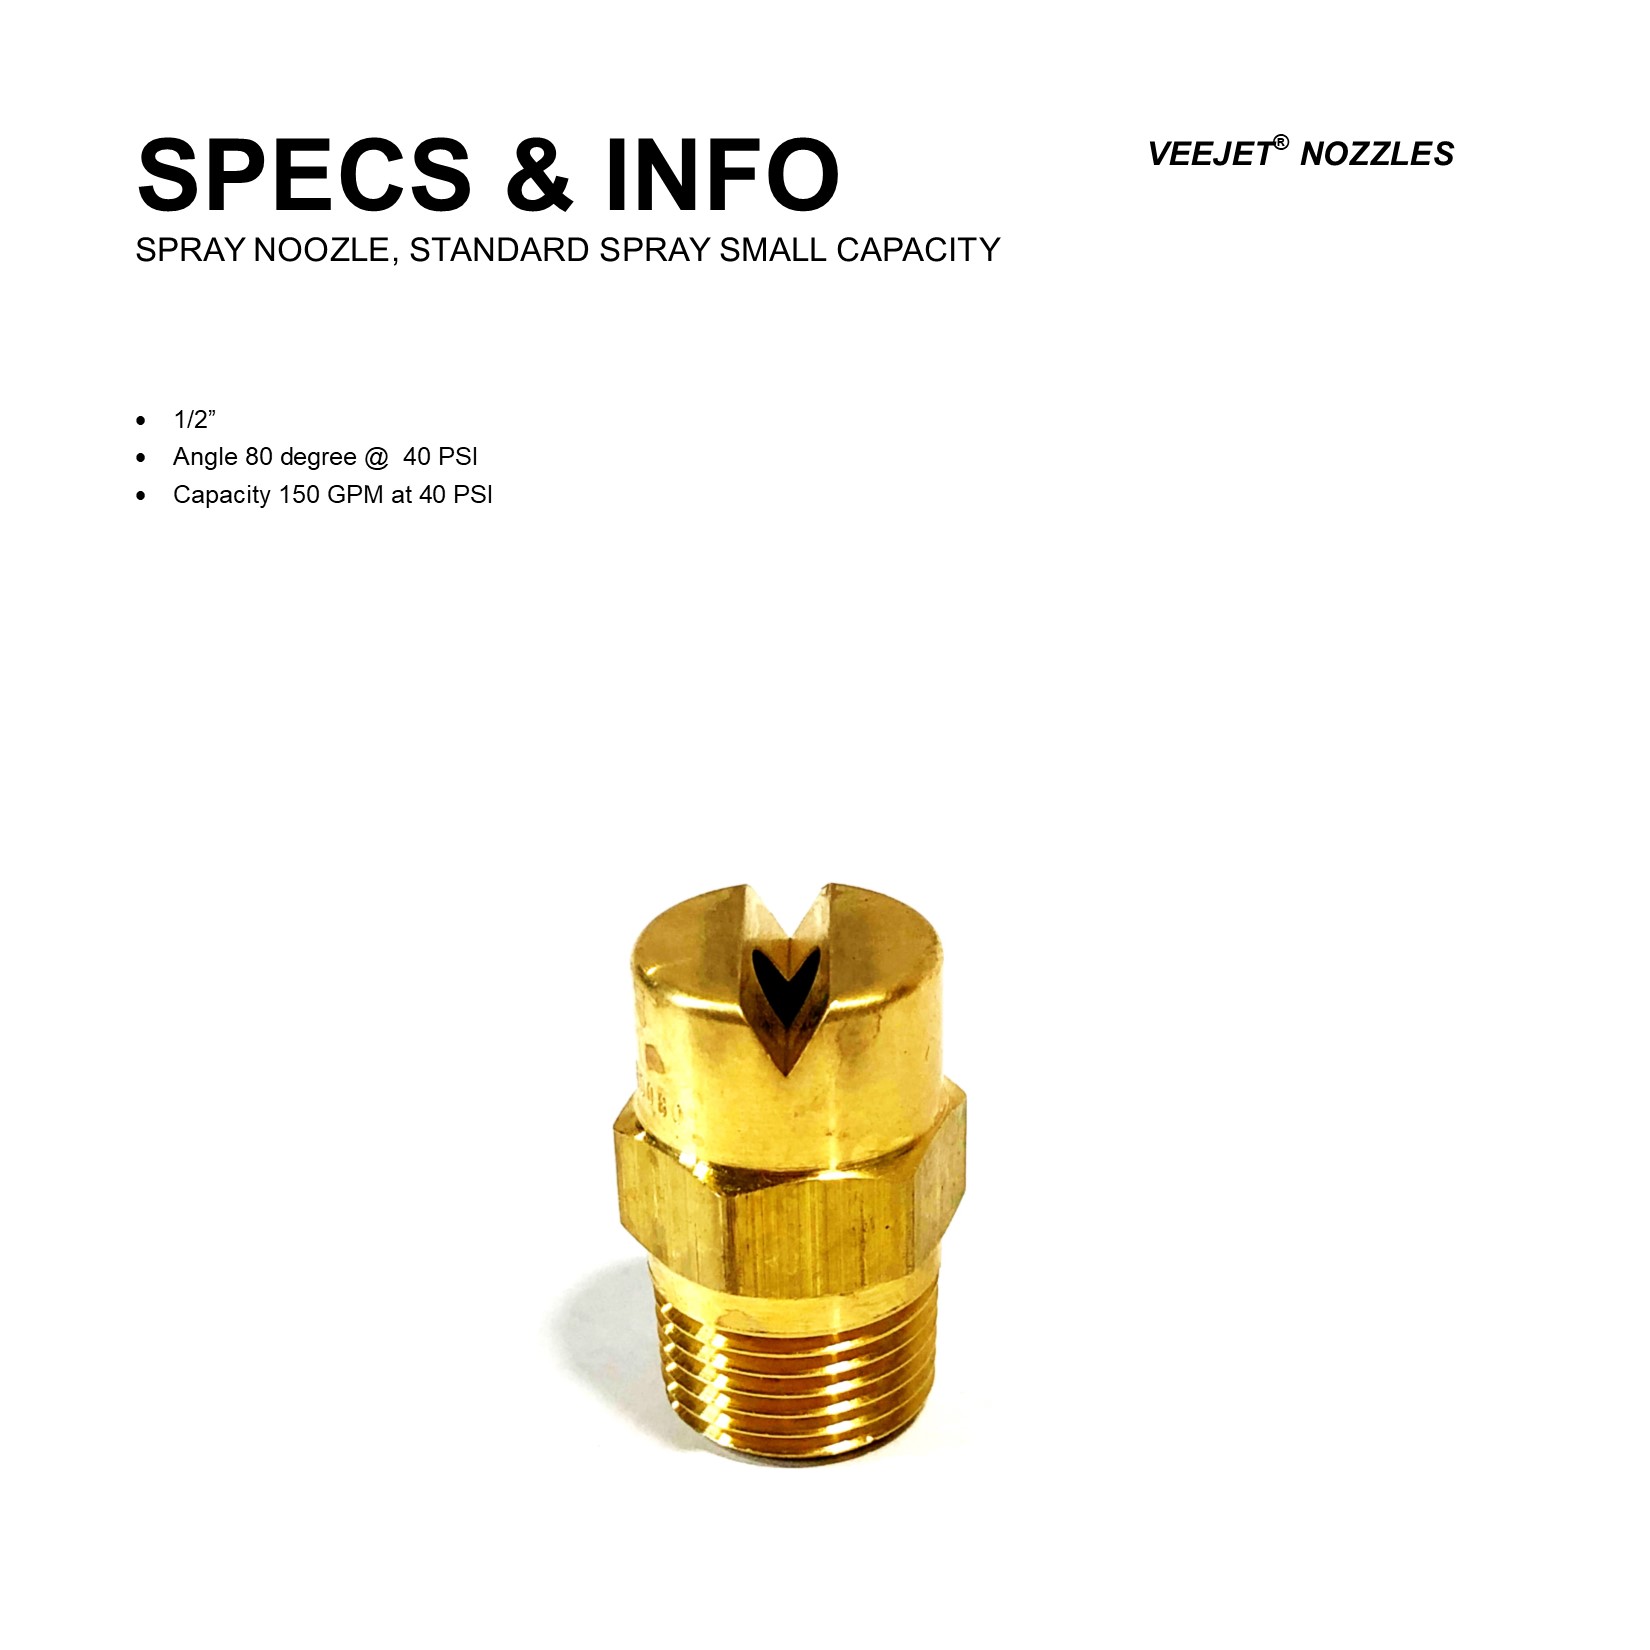 SPECS & INFO
VEEJET® NOZZLES
SPRAY NOOZLE, STANDARD SPRAY SMALL CAPACITY
• 1/2”
• Angle 80 degree @  40 PSI
• Capacity 150 GPM at 40 PSI